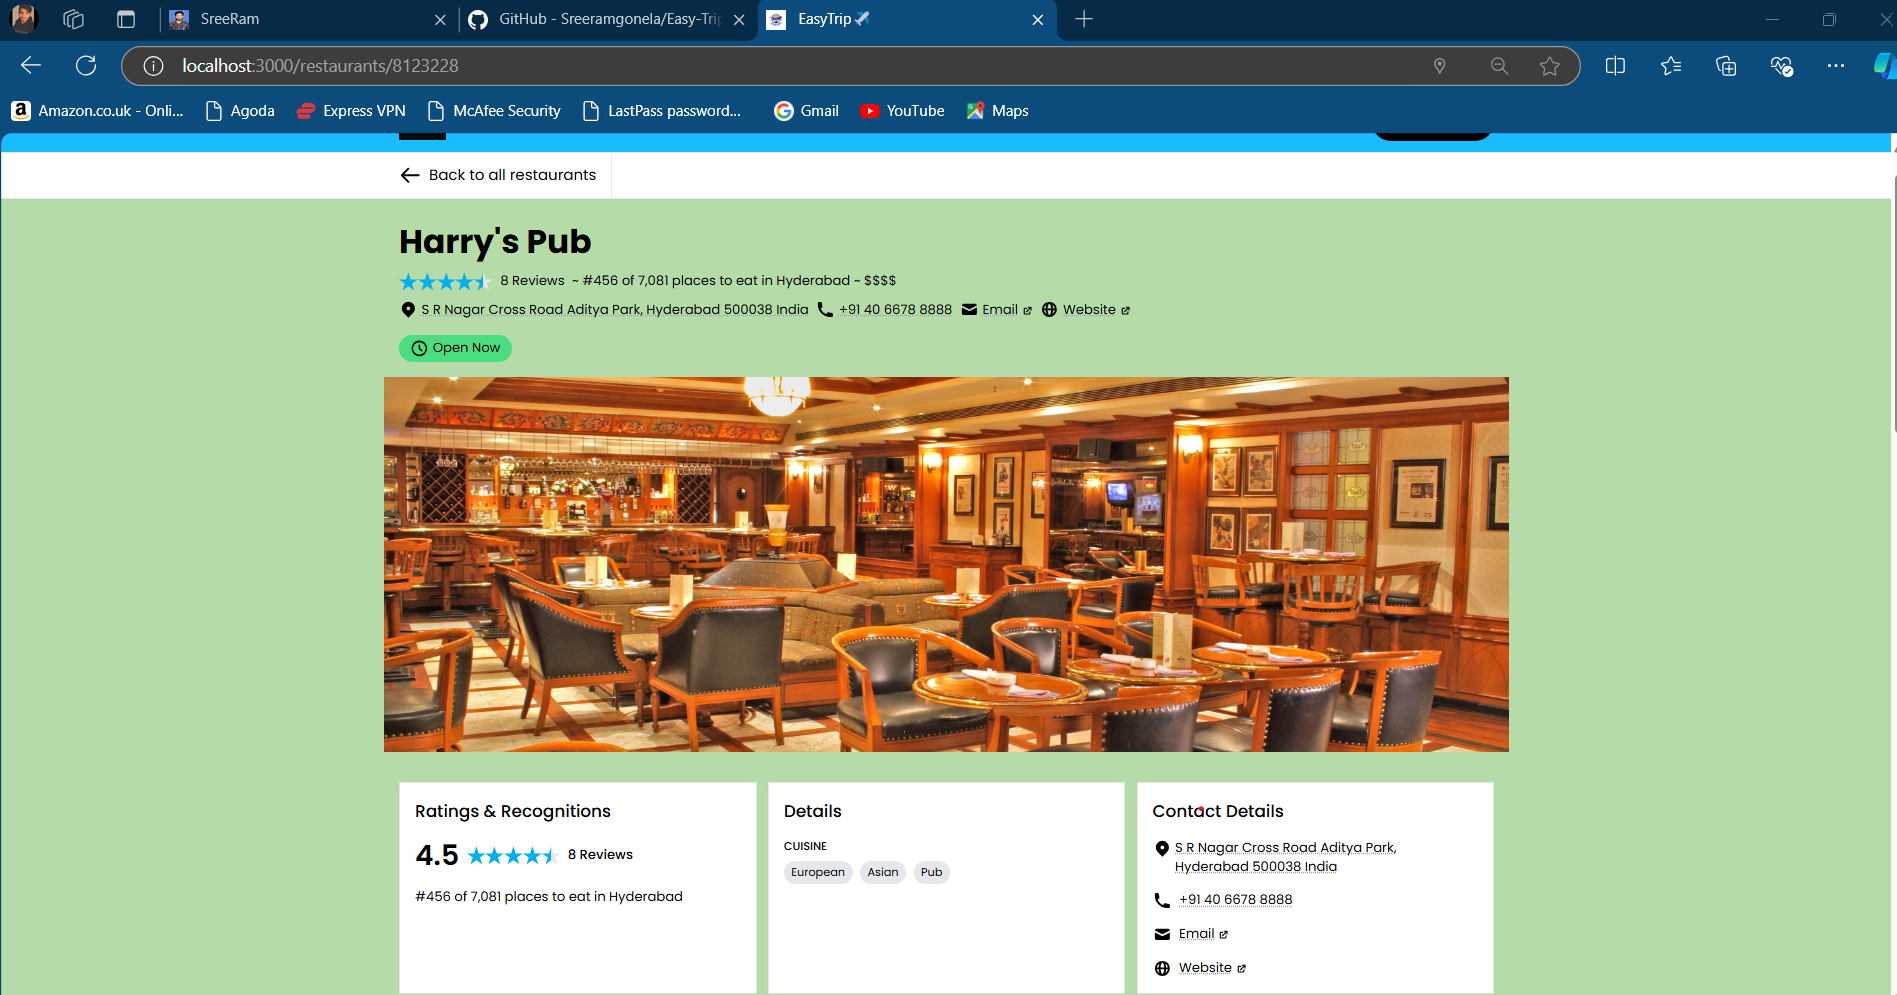 SreeRam
GitHub - Sreeramgonela/Easy-Trip
EasyTrip
localhost:3000/restaurants/8123228
Amazon.co.uk - Onli...
Agoda
Express VPN
McAfee Security
LastPass password...
Gmail
YouTube
Maps
Back to all restaurants
Harry's Pub
8 Reviews ~ #456 of 7,081 places to eat in Hyderabad ~ $$$$
S R Nagar Cross Road Aditya Park, Hyderabad 500038 India +91 40 6678 8888 Email Website
Open Now
Ratings & Recognitions
4.5 8 Reviews
#456 of 7,081 places to eat in Hyderabad
Details
CUISINE
European Asian Pub
Contact Details
S R Nagar Cross Road Aditya Park,
Hyderabad 500038 India
+91 40 6678 8888
Email
Website